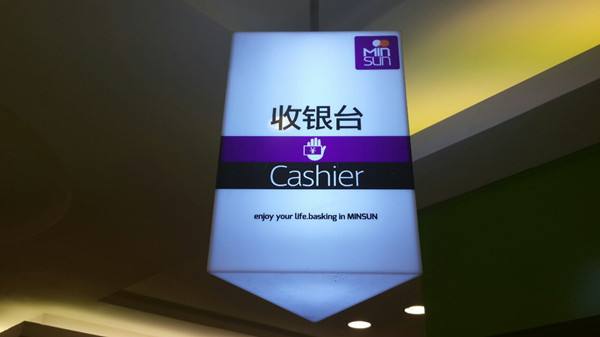 MIN
SUN
收银台
¥
Cashier
enjoy your life.basking in MINSUN